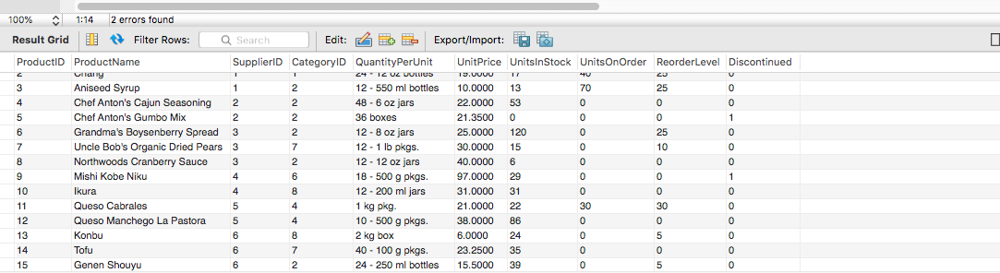 100% 1:14 2 errors found
Result Grid Filter Rows: Search Edit: Export/Import:
ProductID ProductName SupplierID CategoryID QuantityPerUnit UnitPrice UnitsInStock UnitsOnOrder ReorderLevel Discontinued
2 Chang 1 1 24 - 12 oz bottles 19.0000 17 40 25 0
3 Aniseed Syrup 1 2 12 - 550 ml bottles 10.0000 13 70 25 0
4 Chef Anton's Cajun Seasoning 2 2 48 - 6 oz jars 22.0000 53 0 0 0
5 Chef Anton's Gumbo Mix 2 2 36 boxes 21.3500 0 0 0 1
6 Grandma's Boysenberry Spread 3 2 12 - 8 oz jars 25.0000 120 0 25 0
7 Uncle Bob's Organic Dried Pears 3 7 12 - 1 lb pkgs. 30.0000 15 0 10 0
8 Northwoods Cranberry Sauce 3 2 12 - 12 oz jars 40.0000 6 0 0 0
9 Mishi Kobe Niku 4 6 18 - 500 g pkgs. 97.0000 29 0 0 1
10 Ikura 4 8 12 - 200 ml jars 31.0000 31 0 0 0
11 Queso Cabrales 5 4 1 kg pkg. 21.0000 22 30 30 0
12 Queso Manchego La Pastora 5 4 10 - 500 g pkgs. 38.0000 86 0 0 0
13 Konbu 6 8 2 kg box 6.0000 24 0 5 0
14 Tofu 6 7 40 - 100 g pkgs. 23.2500 35 0 0 0
15 Genen Shouyu 6 2 24 - 250 ml bottles 15.5000 39 0 5 0